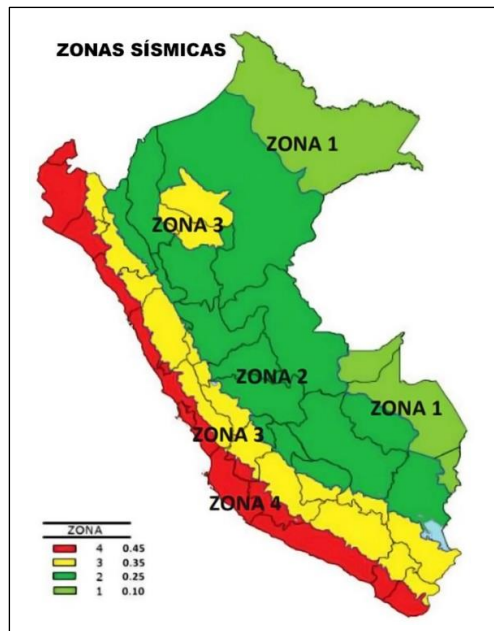 ZONAS SÍSMICAS
ZONA 1
ZONA 3
ZONA 2
ZONA 1
ZONA 3
ZONA 4
ZONA
4 0.45
3 0.35
2 0.25
1 0.10